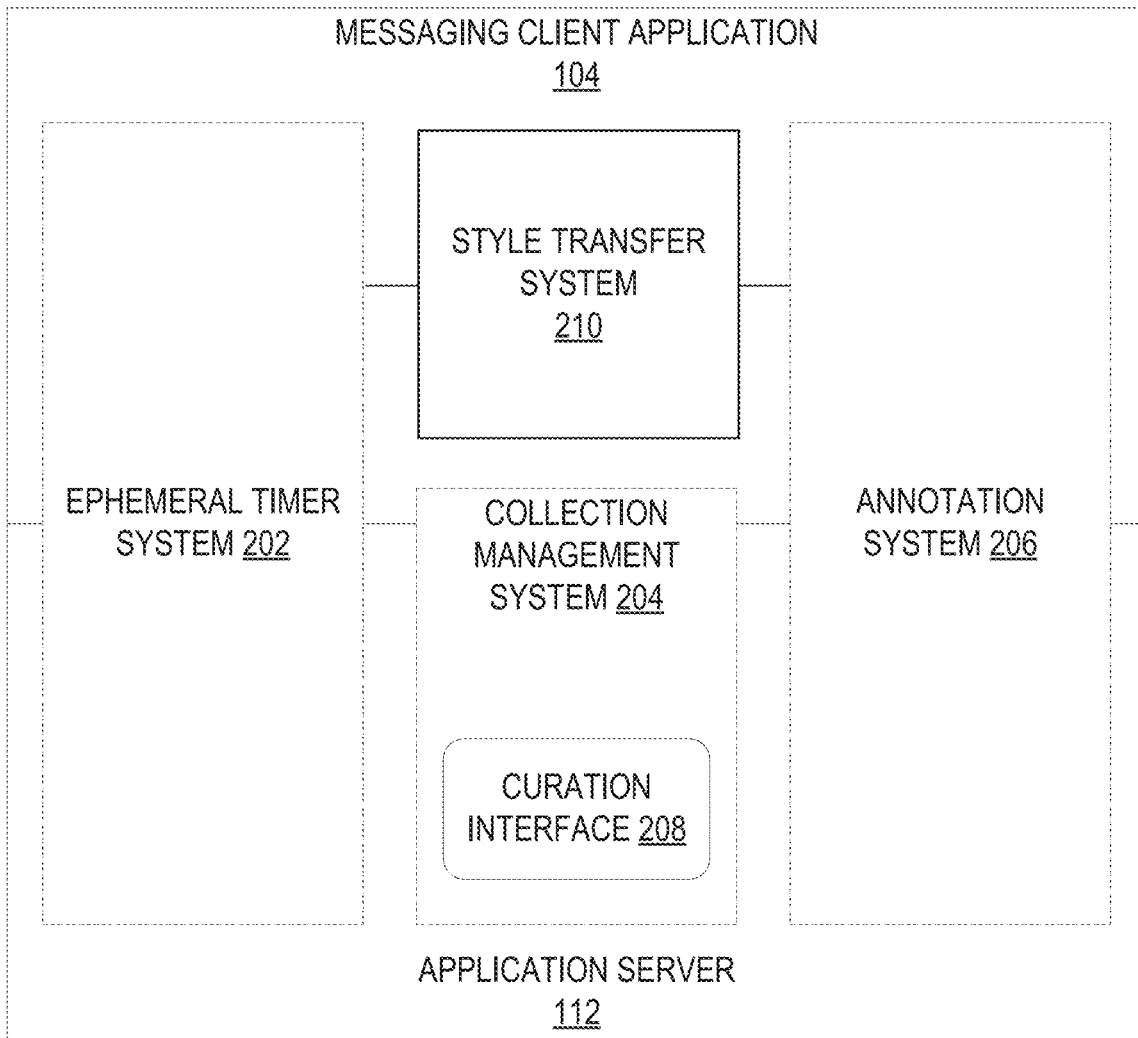 MESSAGING CLIENT APPLICATION
104
STYLE TRANSFER
SYSTEM
210
EPHEMERAL TIMER
SYSTEM 202
COLLECTION
MANAGEMENT
SYSTEM 204
ANNOTATION
SYSTEM 206
CURATION
INTERFACE 208
APPLICATION SERVER
112